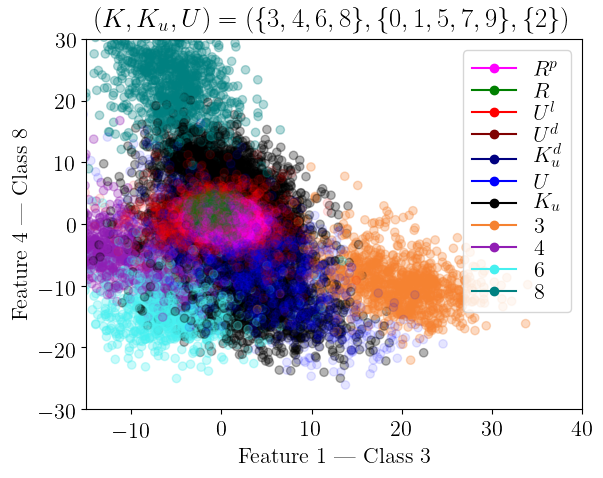 (K, K_u, U) = ({3, 4, 6, 8}, {0, 1, 5, 7, 9}, {2})
30
20
10
0
−10
−20
−30
Feature 4 — Class 8
R^p
R
U^l
U^d
K_u^d
U
K_u
3
4
6
8
−10
0
10
20
30
40
Feature 1 — Class 3